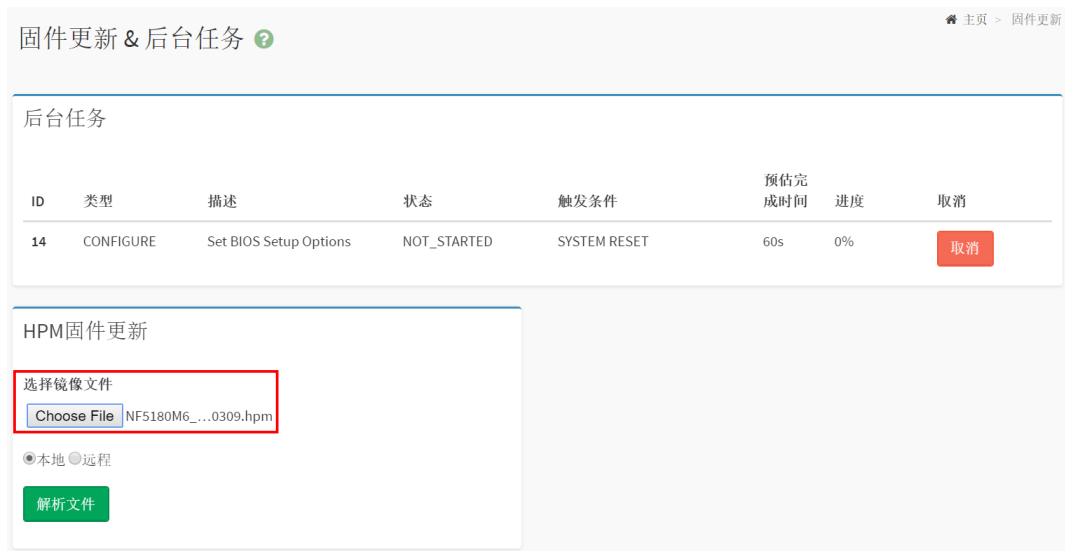 主页 > 固件更新
固件更新 & 后台任务
后台任务
ID 类型 描述 状态 触发条件 预估完成时间 进度 取消
14 CONFIGURE Set BIOS Setup Options NOT_STARTED SYSTEM RESET 60s 0% 取消
HPM固件更新
选择镜像文件
Choose File NF5180M6_...0309.hpm
本地 远程
解析文件